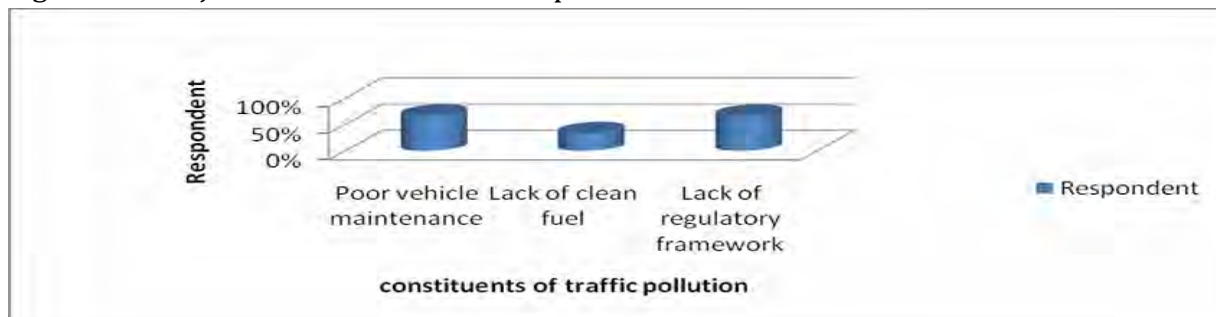 Respondent
100%
50%
0%
Poor vehicle maintenance
Lack of clean fuel
Lack of regulatory framework
Respondent
constituents of traffic pollution